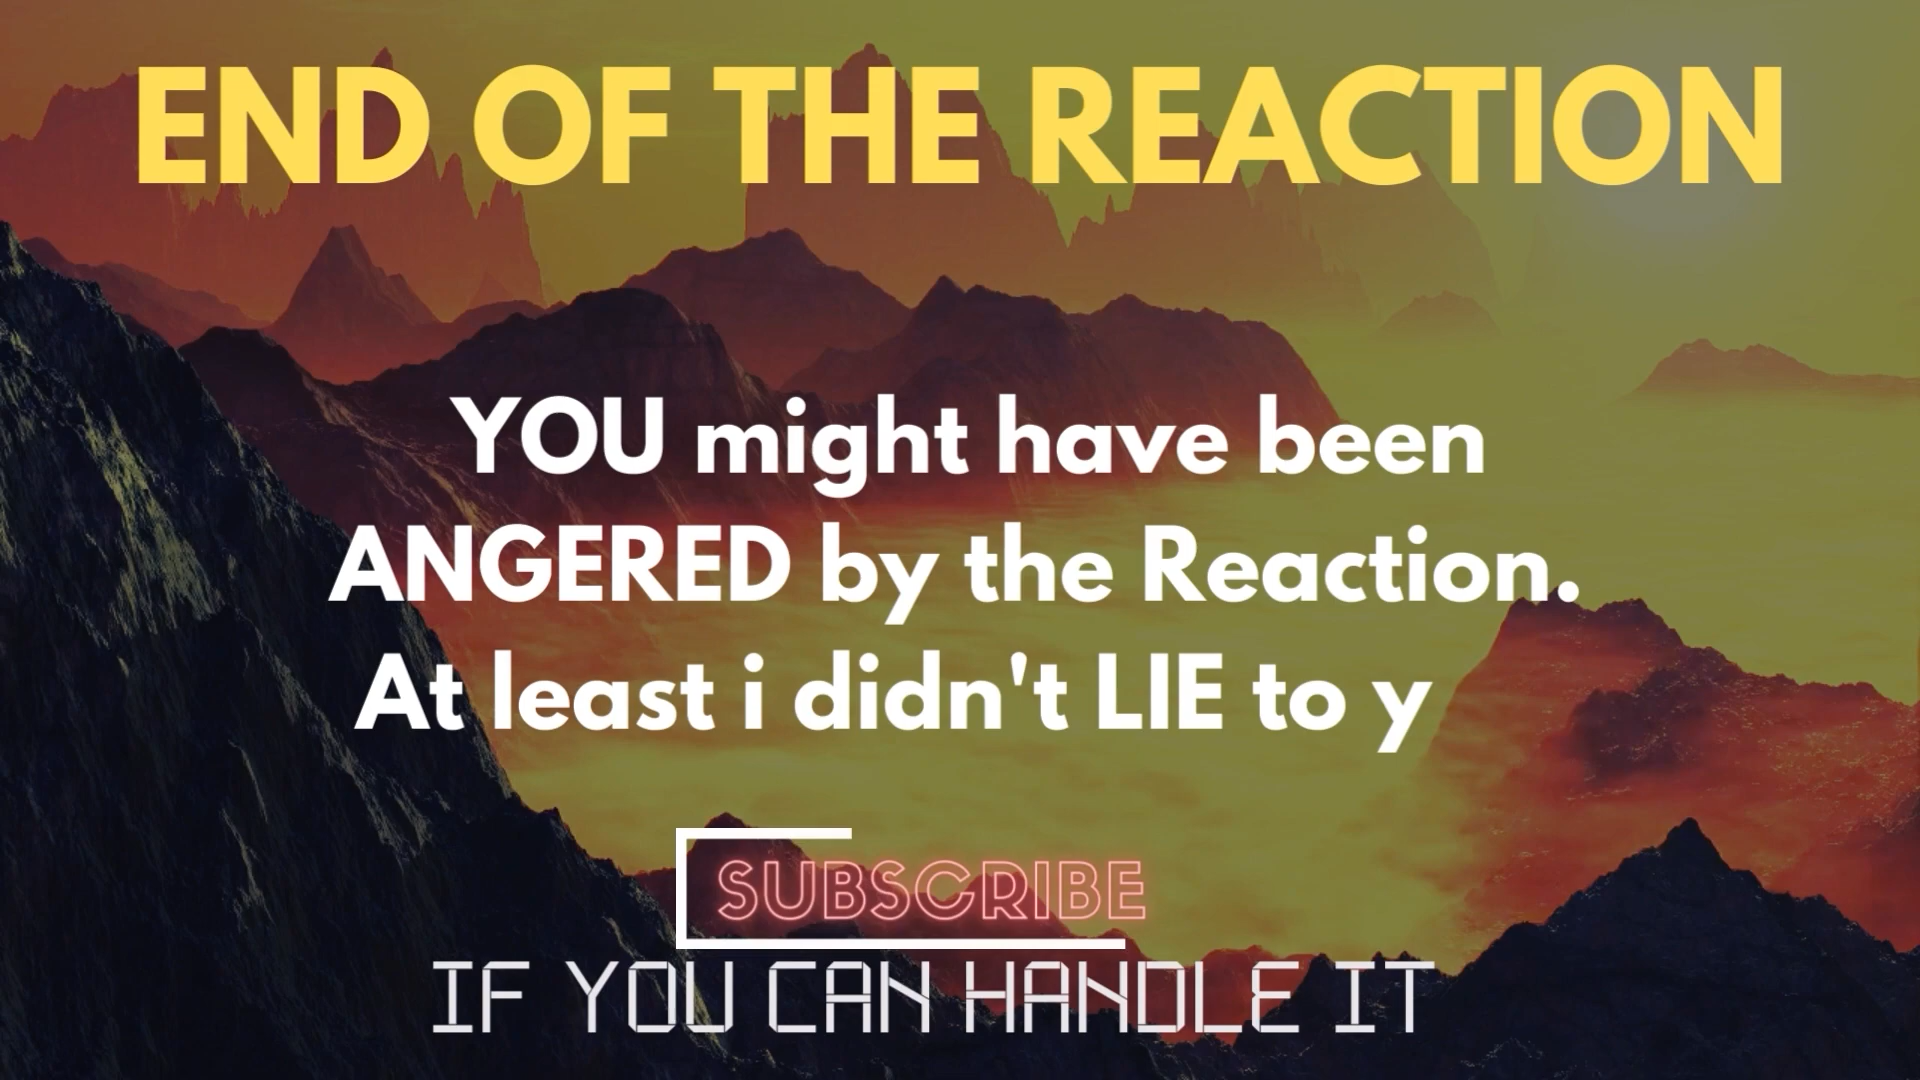 END OF THE REACTION
YOU might have been
ANGERED by the Reaction.
At least i didn't LIE to y
SUBSCRIBE
IF YOU CAN HANDLE IT